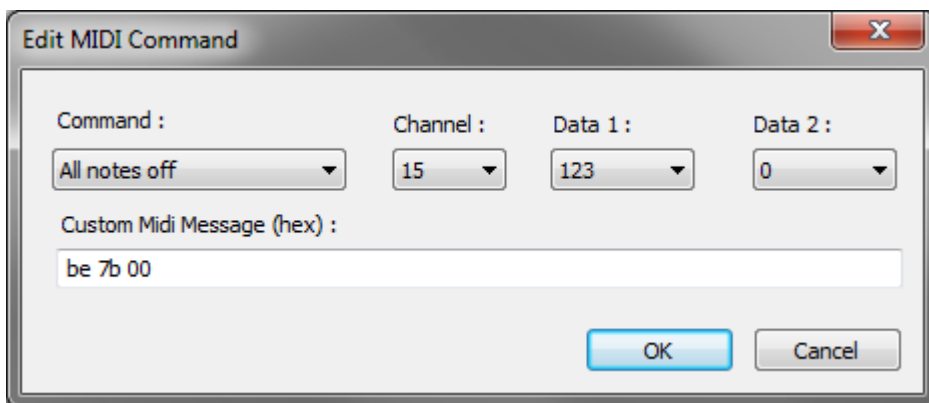 Edit MIDI Command
Command : Channel : Data 1 : Data 2 :
All notes off 15 123 0
Custom Midi Message (hex) :
be 7b 00
OK Cancel